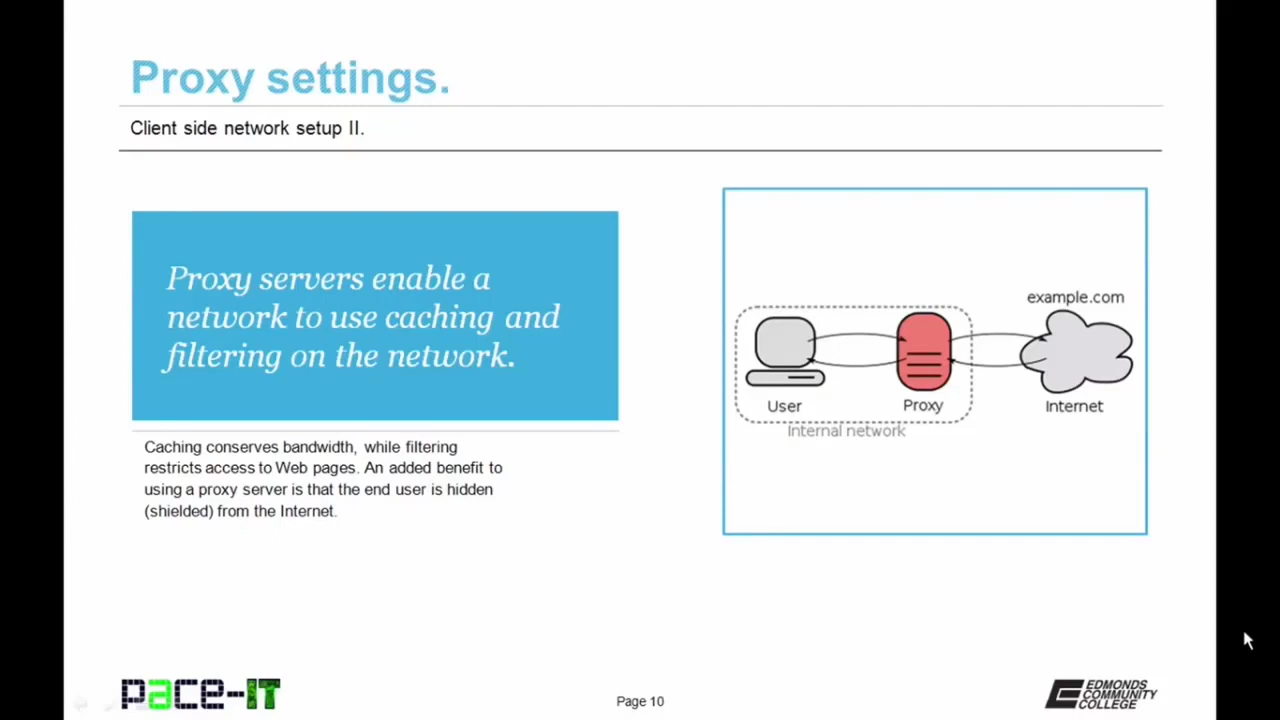 Proxy settings.
Client side network setup II.
Proxy servers enable a
network to use caching and
filtering on the network.
Caching conserves bandwidth, while filtering
restricts access to Web pages. An added benefit to
using a proxy server is that the end user is hidden
(shielded) from the Internet.
example.com
User
Proxy
Internet
Internal network
pace-IT
Page 10
EDMONDS
COMMUNITY
COLLEGE